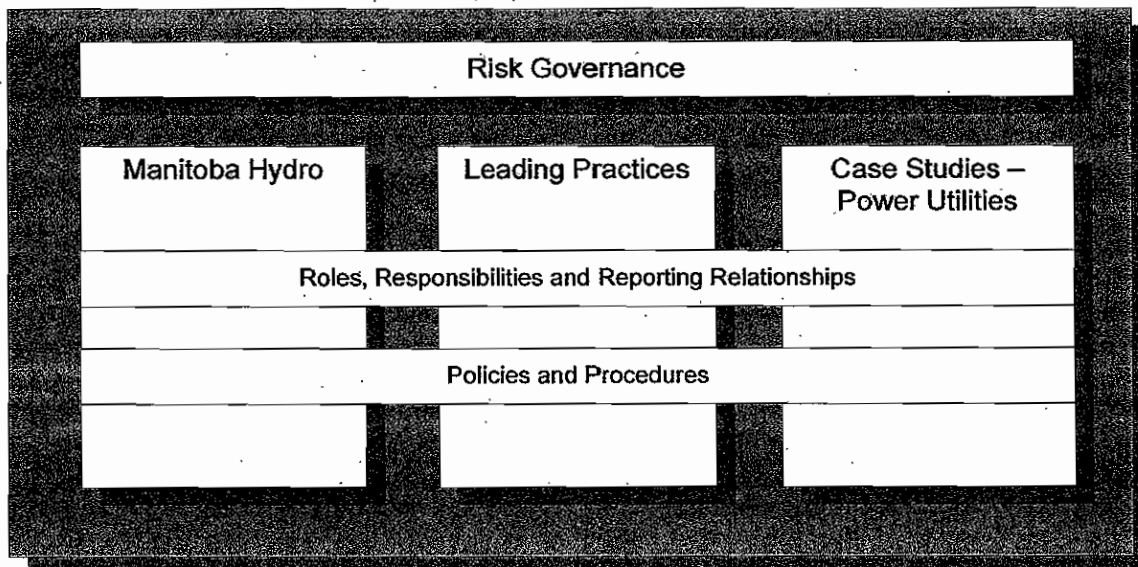 Risk Governance
Manitoba Hydro
Leading Practices
Case Studies –
Power Utilities
Roles, Responsibilities and Reporting Relationships
Policies and Procedures